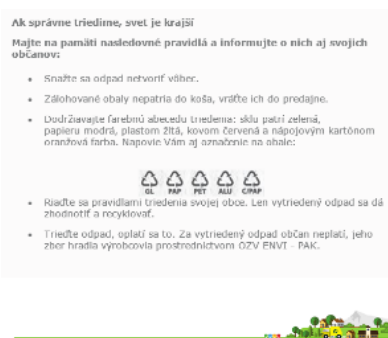 Ak správne triedime, svet je krajší
Majte na pamäti nasledovné pravidlá a informujte o nich aj svojich
občanov:
Snažte sa odpad netvoriť vôbec.
Zálohované obaly nepatria do koša, vráťte ich do predajne.
Dodržiavajte farebnú abecedu triedenia: sklu patrí zelená,
papieru modrá, plastom žltá, kovom červená a nápojovým kartónom
oranžová farba. Napovie Vám aj označenie na obale:
GL PAP PET ALU C/PAP
Riaďte sa pravidlami triedenia svojej obce. Len vytriedený odpad sa dá
zhodnotiť a recyklovať.
Trieďte odpad, oplatí sa to. Za vytriedený odpad občan neplatí, jeho
zber hradia výrobcovia prostredníctvom OZV ENVI - PAK.